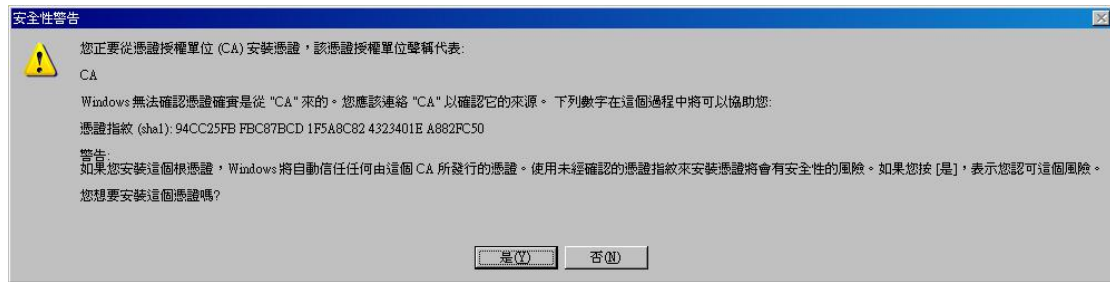 安全性警告
您正要從憑證授權單位 (CA) 安裝憑證，該憑證授權單位聲稱代表:
CA
Windows 無法確認憑證確實是從 "CA" 來的。您應該連絡 "CA" 以確認它的來源。 下列數字在這個過程中將可以協助您:
憑證指紋 (sha1): 94CC25FB FBC87BCD 1F5A8C82 4323401E A882FC50
警告:
如果您安裝這個根憑證，Windows 將自動信任任何由這個 CA 所發行的憑證。使用未經確認的憑證指紋來安裝憑證將會有安全性的風險。如果您按 [是]，表示您認可這個風險。
您想要安裝這個憑證嗎?
是(Y) 否(N)